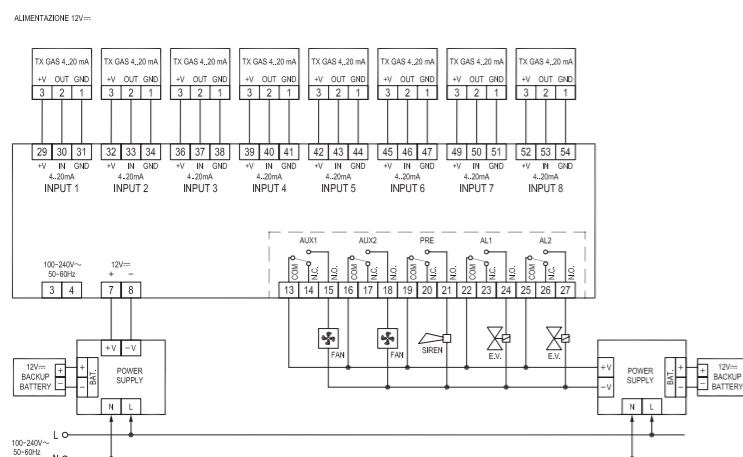 ALIMENTAZIONE 12V⎓
TX GAS 4..20 mA TX GAS 4..20 mA TX GAS 4..20 mA TX GAS 4..20 mA TX GAS 4..20 mA TX GAS 4..20 mA TX GAS 4..20 mA TX GAS 4..20 mA
+V OUT GND +V OUT GND +V OUT GND +V OUT GND +V OUT GND +V OUT GND +V OUT GND +V OUT GND
3 2 1 3 2 1 3 2 1 3 2 1 3 2 1 3 2 1 3 2 1 3 2 1
29 30 31 32 33 34 36 37 38 39 40 41 42 43 44 45 46 47 49 50 51 52 53 54
+V IN GND +V IN GND +V IN GND +V IN GND +V IN GND +V IN GND +V IN GND +V IN GND
4..20mA 4..20mA 4..20mA 4..20mA 4..20mA 4..20mA 4..20mA 4..20mA
INPUT 1 INPUT 2 INPUT 3 INPUT 4 INPUT 5 INPUT 6 INPUT 7 INPUT 8
AUX1 AUX2 PRE AL1 AL2
COM N.C. N.O. COM N.C. N.O. COM N.C. N.O. COM N.C. N.O. COM N.C. N.O.
100-240V~ 12V⎓
50-60Hz + −
3 4 7 8 13 14 15 16 17 18 19 20 21 22 23 24 25 26 27
FAN FAN SIREN E.V. E.V.
+V −V
12V⎓
BACKUP
BATTERY
+
−
+
−
BAT.
POWER
SUPPLY
N L
+V
−V
POWER
SUPPLY
BAT.
+
−
+
−
12V⎓
BACKUP
BATTERY
N L
L
100-240V~
50-60Hz
N